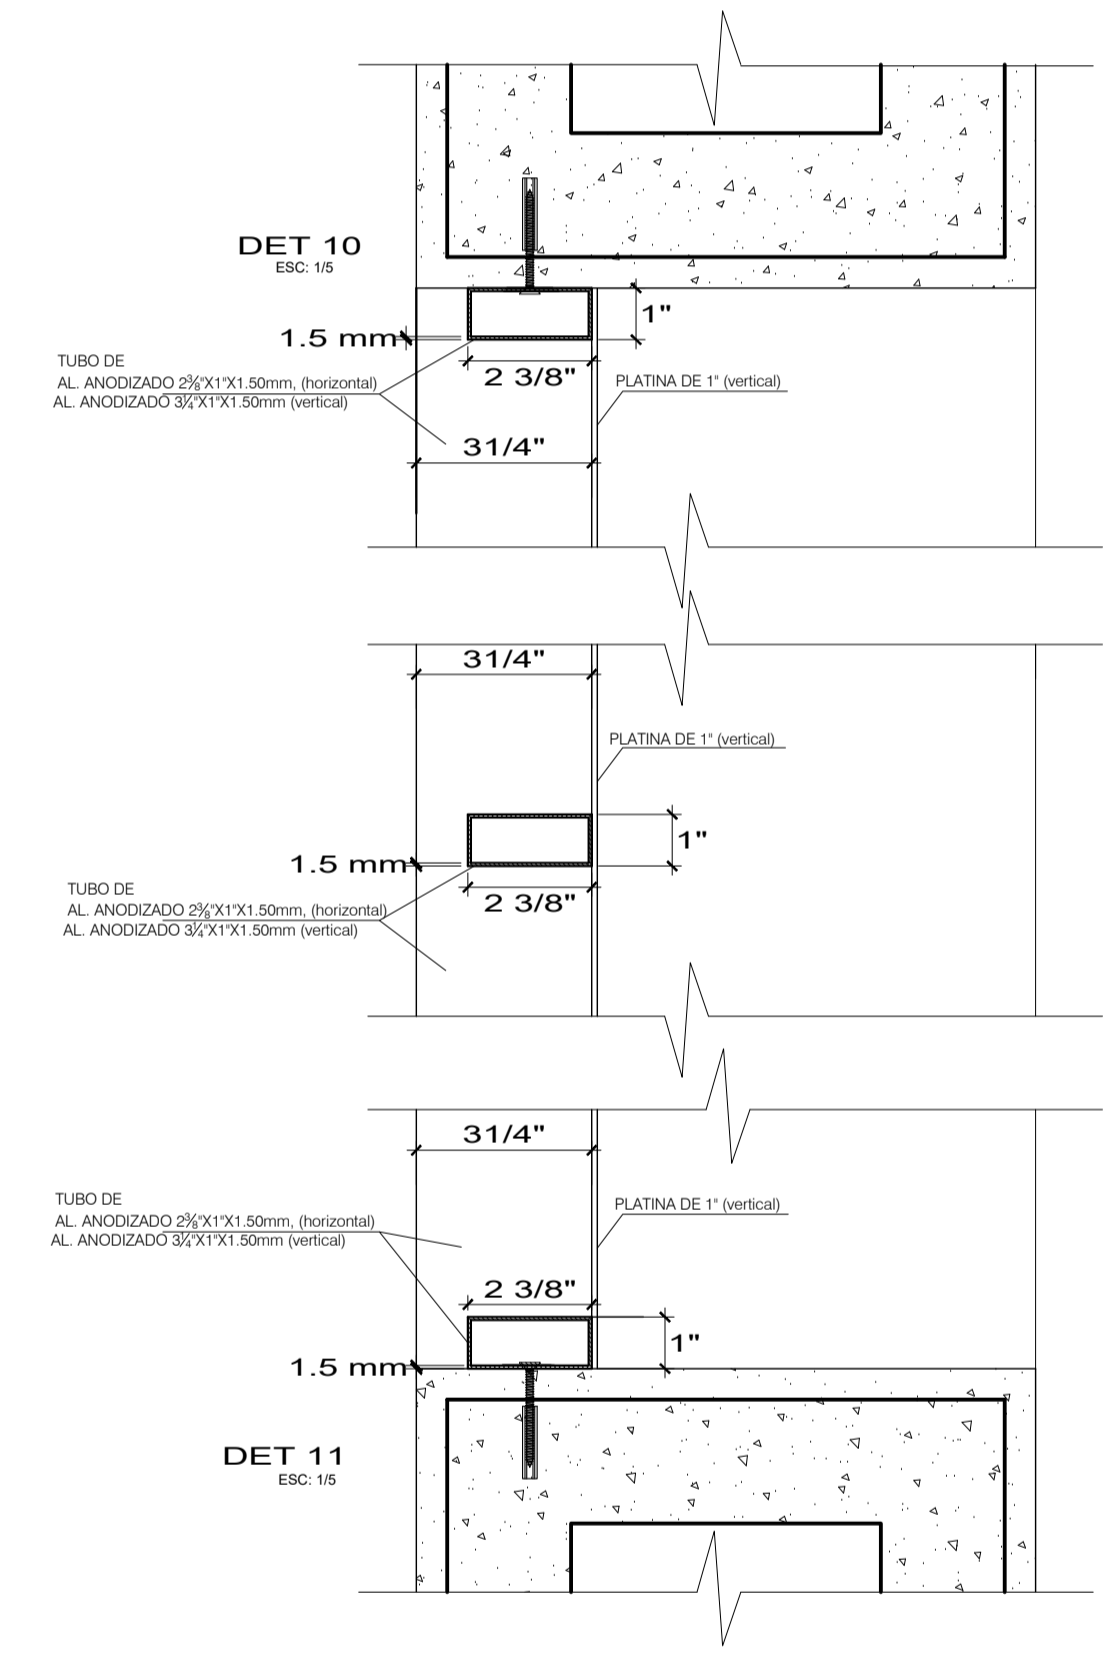 DET 10
ESC: 1/5
1"
1.5 mm
TUBO DE
AL. ANODIZADO 2⅜"X1"X1.50mm, (horizontal)
AL. ANODIZADO 3¼"X1"X1.50mm (vertical)
2 3/8"
PLATINA DE 1" (vertical)
31/4"
31/4"
PLATINA DE 1" (vertical)
1"
1.5 mm
TUBO DE
AL. ANODIZADO 2⅜"X1"X1.50mm, (horizontal)
AL. ANODIZADO 3¼"X1"X1.50mm (vertical)
2 3/8"
31/4"
TUBO DE
AL. ANODIZADO 2⅜"X1"X1.50mm, (horizontal)
AL. ANODIZADO 3¼"X1"X1.50mm (vertical)
PLATINA DE 1" (vertical)
2 3/8"
1"
1.5 mm
DET 11
ESC: 1/5